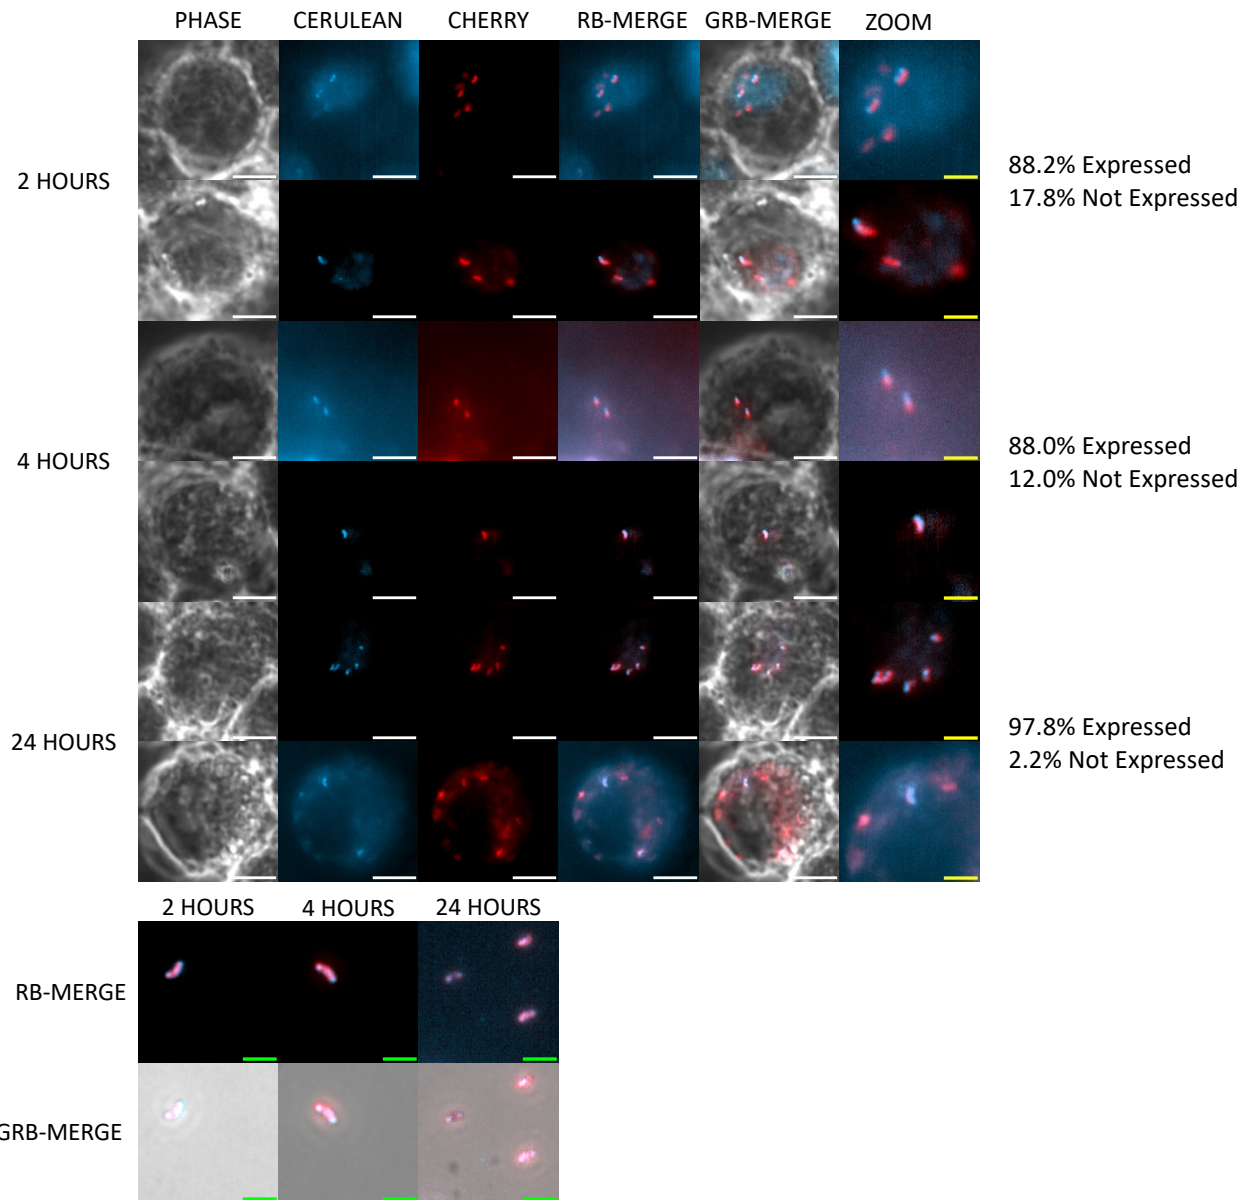 PHASE CERULEAN CHERRY RB-MERGE GRB-MERGE ZOOM
2 HOURS
88.2% Expressed
17.8% Not Expressed
4 HOURS
88.0% Expressed
12.0% Not Expressed
24 HOURS
97.8% Expressed
2.2% Not Expressed
2 HOURS 4 HOURS 24 HOURS
RB-MERGE
GRB-MERGE